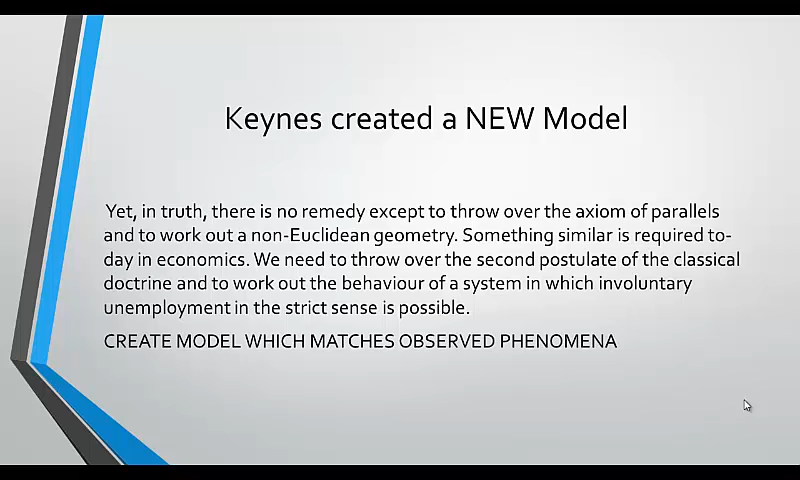 Keynes created a NEW Model
Yet, in truth, there is no remedy except to throw over the axiom of parallels
and to work out a non-Euclidean geometry. Something similar is required to-
day in economics. We need to throw over the second postulate of the classical
doctrine and to work out the behaviour of a system in which involuntary
unemployment in the strict sense is possible.
CREATE MODEL WHICH MATCHES OBSERVED PHENOMENA